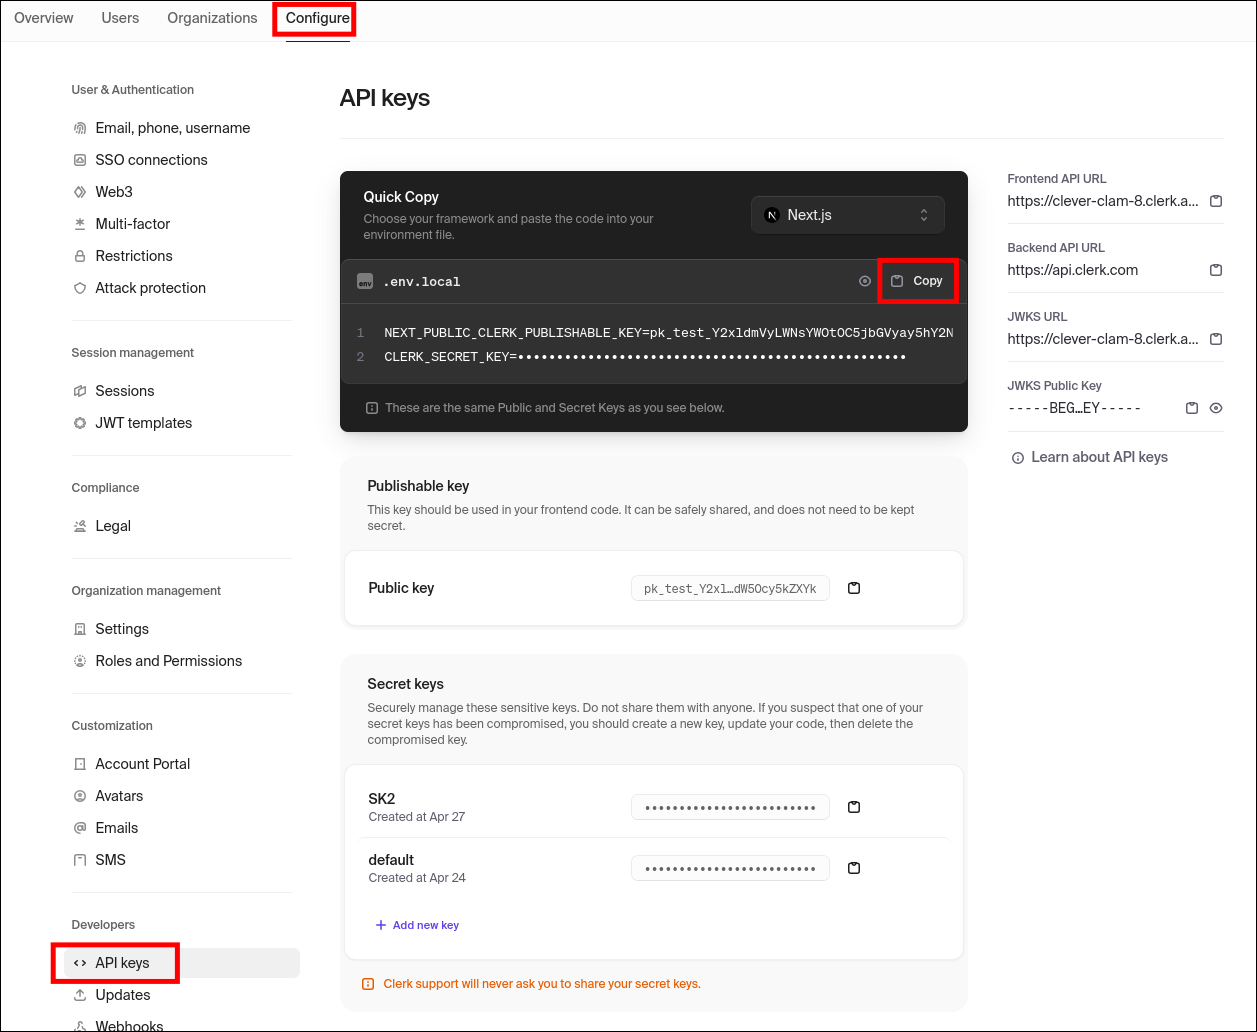 Overview Users Organizations Configure
User & Authentication
Email, phone, username
SSO connections
Web3
Multi-factor
Restrictions
Attack protection
Session management
Sessions
JWT templates
Compliance
Legal
Organization management
Settings
Roles and Permissions
Customization
Account Portal
Avatars
Emails
SMS
Developers
API keys
Updates
Webhooks
API keys
Quick Copy
Choose your framework and paste the code into your
environment file.
N Next.js
env .env.local Copy
1 NEXT_PUBLIC_CLERK_PUBLISHABLE_KEY=pk_test_Y2xldmVyLWNsYW0tOC5jbGVyay5hY2N
2 CLERK_SECRET_KEY=••••••••••••••••••••••••••••••••••••••••••••••••••
These are the same Public and Secret Keys as you see below.
Publishable key
This key should be used in your frontend code. It can be safely shared, and does not need to be kept
secret.
Public key pk_test_Y2xl…dW50cy5kZXYk
Secret keys
Securely manage these sensitive keys. Do not share them with anyone. If you suspect that one of your
secret keys has been compromised, you should create a new key, update your code, then delete the
compromised key.
SK2 •••••••••••••••••••••••••
Created at Apr 27
default •••••••••••••••••••••••••
Created at Apr 24
+ Add new key
Clerk support will never ask you to share your secret keys.
Frontend API URL
https://clever-clam-8.clerk.a...
Backend API URL
https://api.clerk.com
JWKS URL
https://clever-clam-8.clerk.a...
JWKS Public Key
-----BEG…EY-----
Learn about API keys